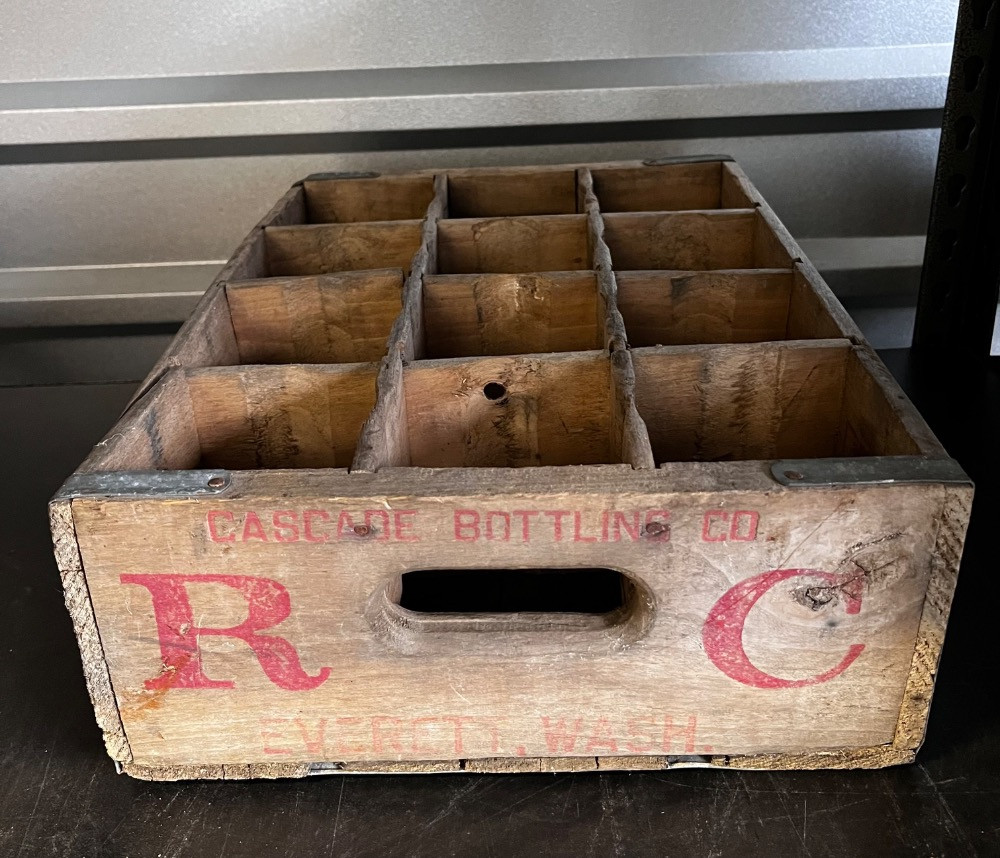 CASCADE BOTTLING CO.
R C
EVERETT, WASH